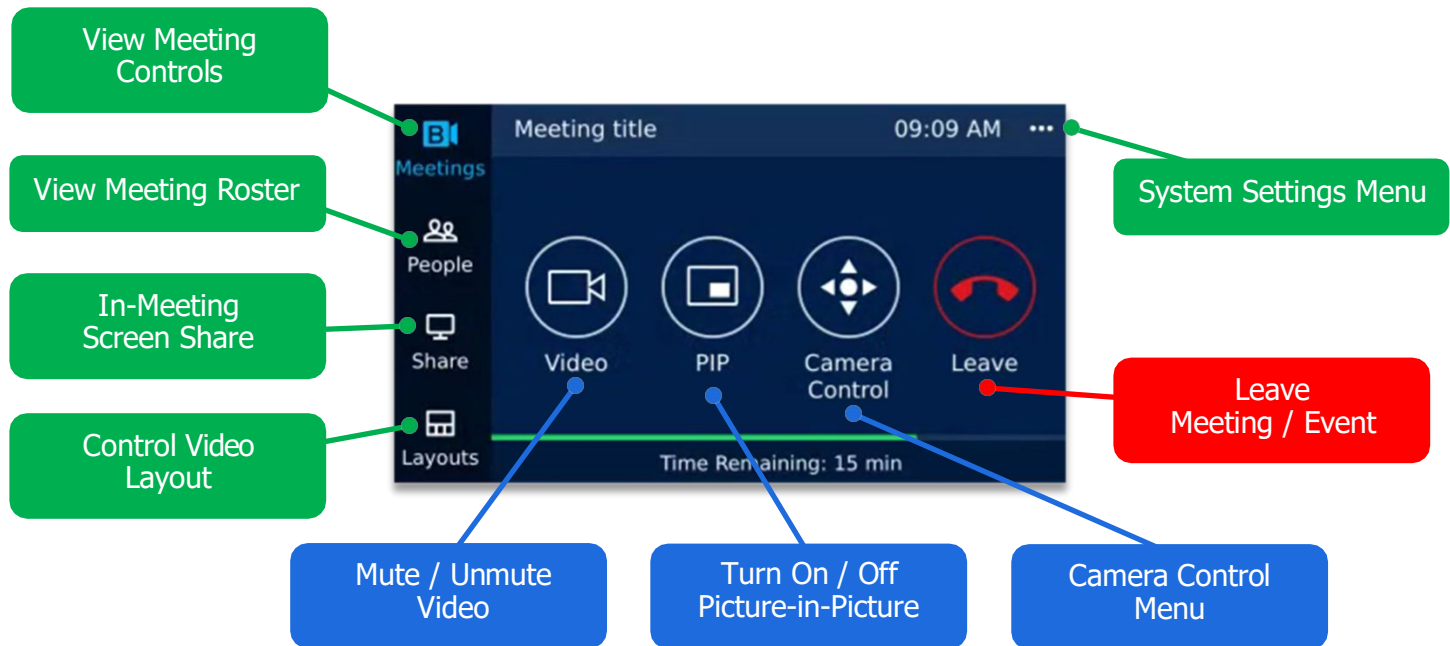 View Meeting
Controls
View Meeting Roster
In-Meeting
Screen Share
Control Video
Layout
B
Meetings
People
Share
Layouts
Meeting title
09:09 AM
Video
PIP
Camera
Control
Leave
Time Remaining: 15 min
System Settings Menu
Leave
Meeting / Event
Mute / Unmute
Video
Turn On / Off
Picture-in-Picture
Camera Control
Menu